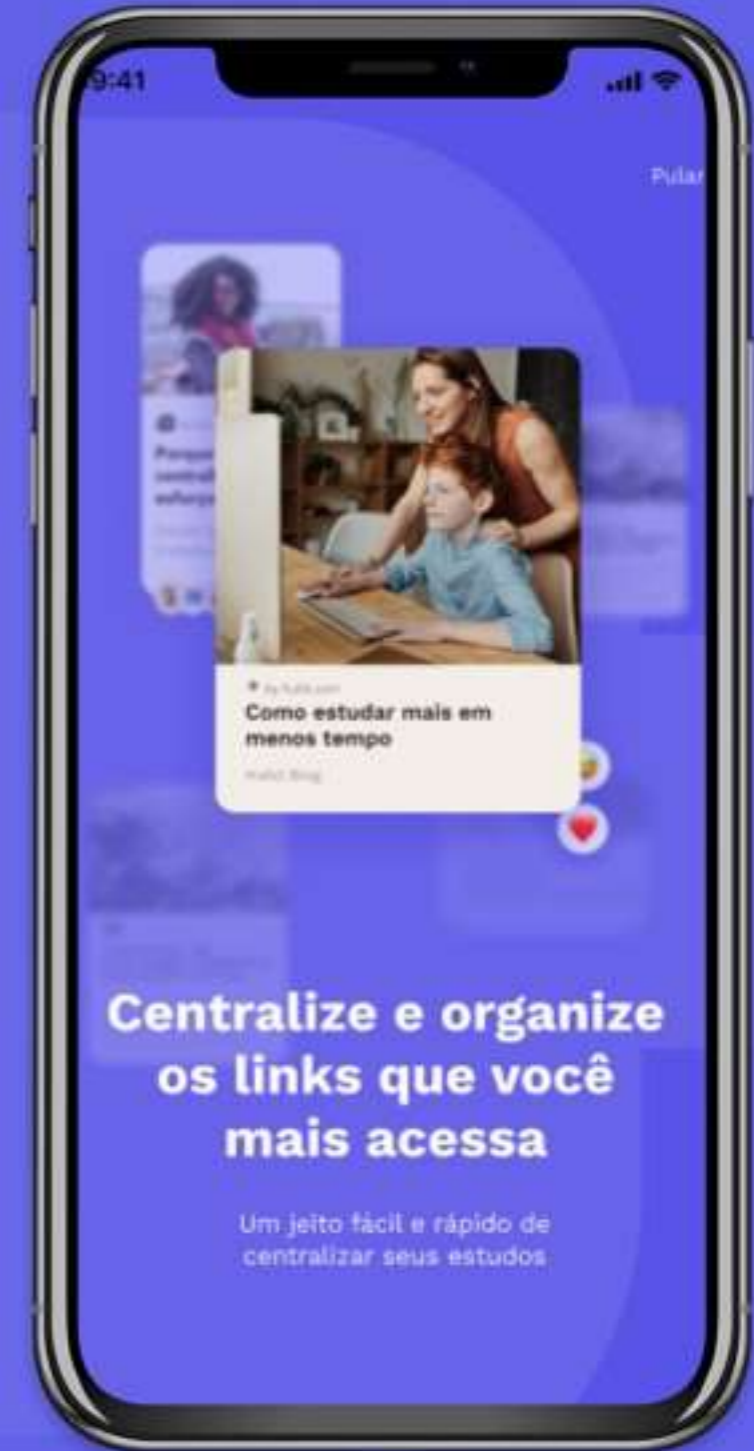 9:41
Pular
Como estudar mais em
menos tempo
Centralize e organize
os links que você
mais acessa
Um jeito fácil e rápido de
centralizar seus estudos